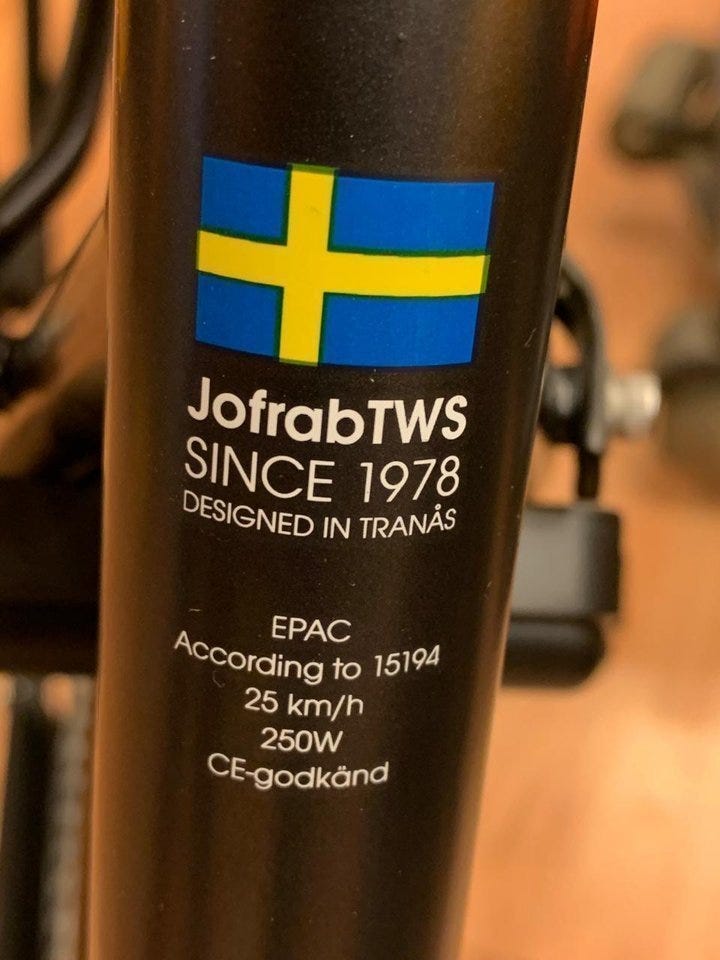 JofrabTWS
SINCE 1978
DESIGNED IN TRANÅS
EPAC
According to 15194
25 km/h
250W
CE-godkänd